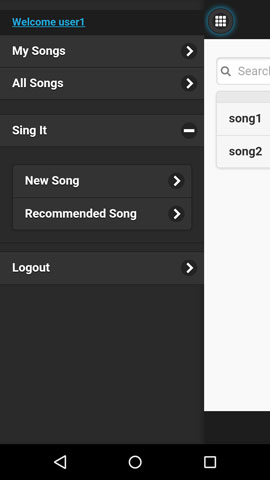 Welcome user1
My Songs
All Songs
Sing It
New Song
Recommended Song
Logout
Search
song1
song2